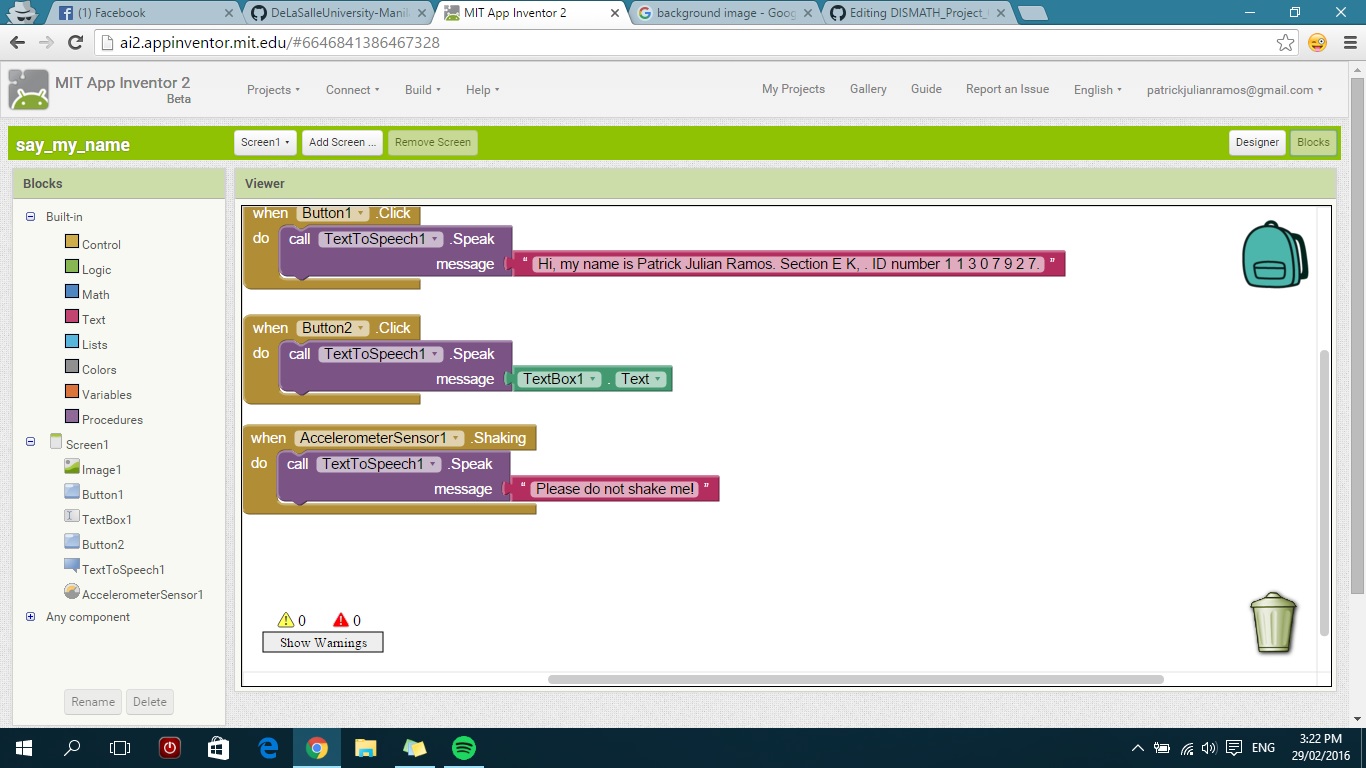 (1) Facebook
DeLaSalleUniversity-Manil
MIT App Inventor 2
background image - Goog
Editing DISMATH_Project_
ai2.appinventor.mit.edu/#6646841386467328
MIT App Inventor 2
Beta
Projects Connect Build Help
My Projects Gallery Guide Report an Issue English patrickjulianramos@gmail.com
say_my_name
Screen1 Add Screen ... Remove Screen
Designer Blocks
Blocks
Built-in
Control
Logic
Math
Text
Lists
Colors
Variables
Procedures
Screen1
Image1
Button1
TextBox1
Button2
TextToSpeech1
AccelerometerSensor1
Any component
Rename Delete
Viewer
when Button1 .Click
do call TextToSpeech1 .Speak
message “ Hi, my name is Patrick Julian Ramos. Section E K, . ID number 1 1 3 0 7 9 2 7. ”
when Button2 .Click
do call TextToSpeech1 .Speak
message TextBox1 . Text
when AccelerometerSensor1 .Shaking
do call TextToSpeech1 .Speak
message “ Please do not shake me! ”
0 0
Show Warnings
ENG
3:22 PM
29/02/2016